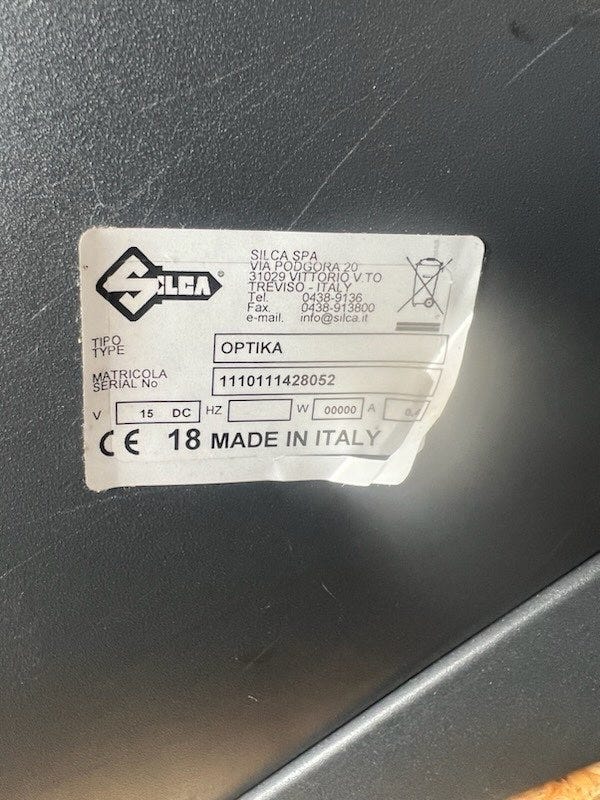 SILCA®
SILCA SPA
VIA PODGORA 20
31029 VITTORIO V.TO
TREVISO - ITALY
Tel. 0438-9136
Fax. 0438-913800
e-mail. info@silca.it
TIPO
TYPE
OPTIKA
MATRICOLA
SERIAL No
1110111428052
V 15 DC HZ W 00000 A
CE 18 MADE IN ITALY